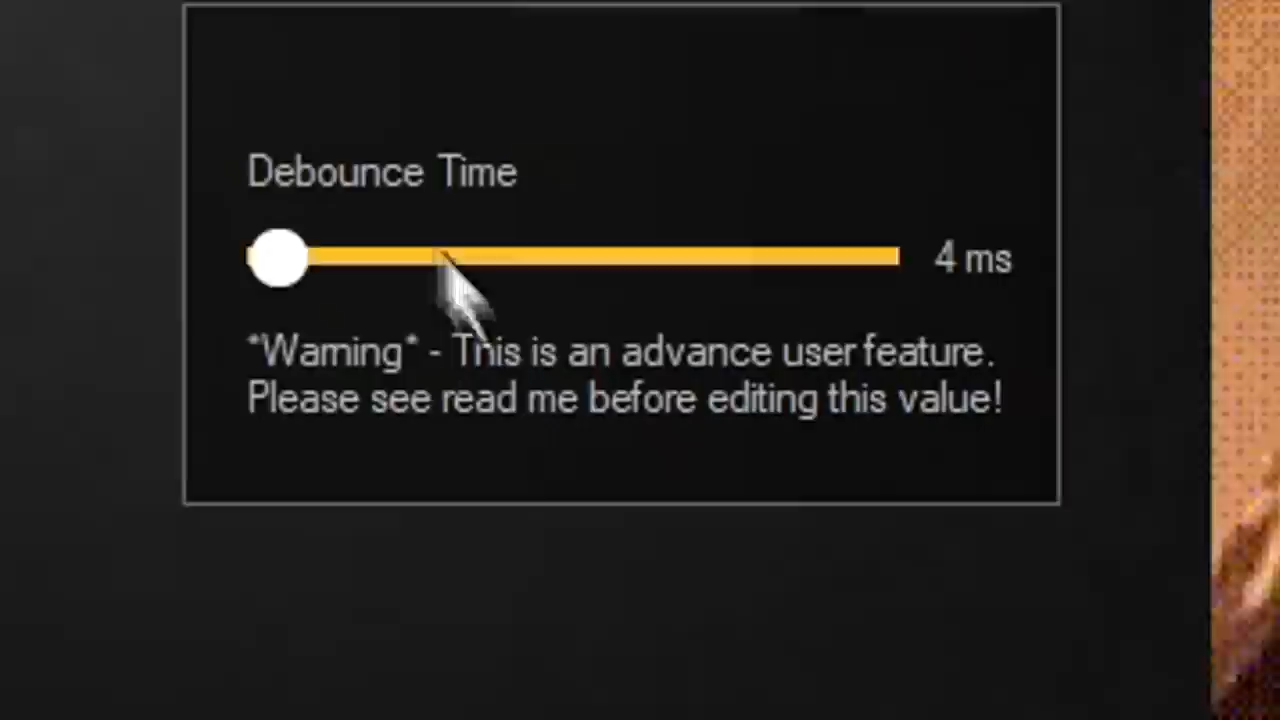 Debounce Time
4 ms
*Warning* - This is an advance user feature.
Please see read me before editing this value!